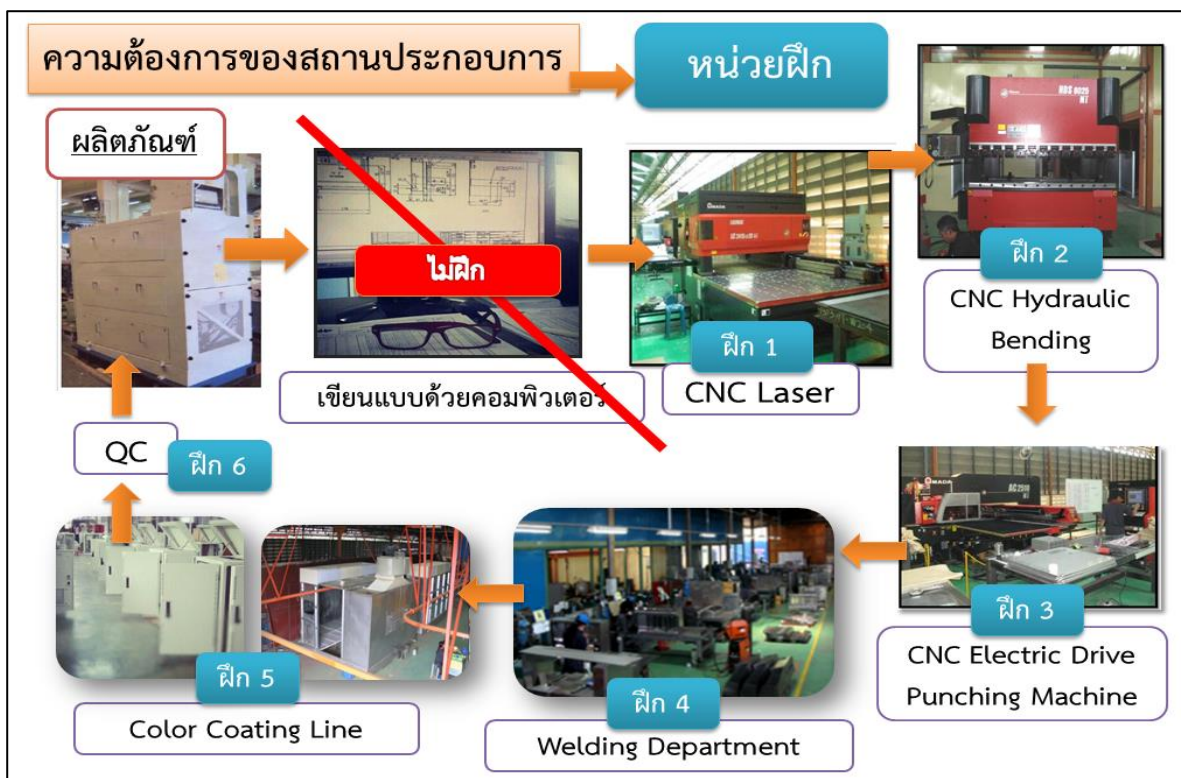 ความต้องการของสถานประกอบการ
หน่วยฝึก
ผลิตภัณฑ์
ไม่ฝึก
เขียนแบบด้วยคอมพิวเตอร์
ฝึก 1
CNC Laser
ฝึก 2
CNC Hydraulic
Bending
ฝึก 3
CNC Electric Drive
Punching Machine
ฝึก 4
Welding Department
ฝึก 5
Color Coating Line
QC
ฝึก 6